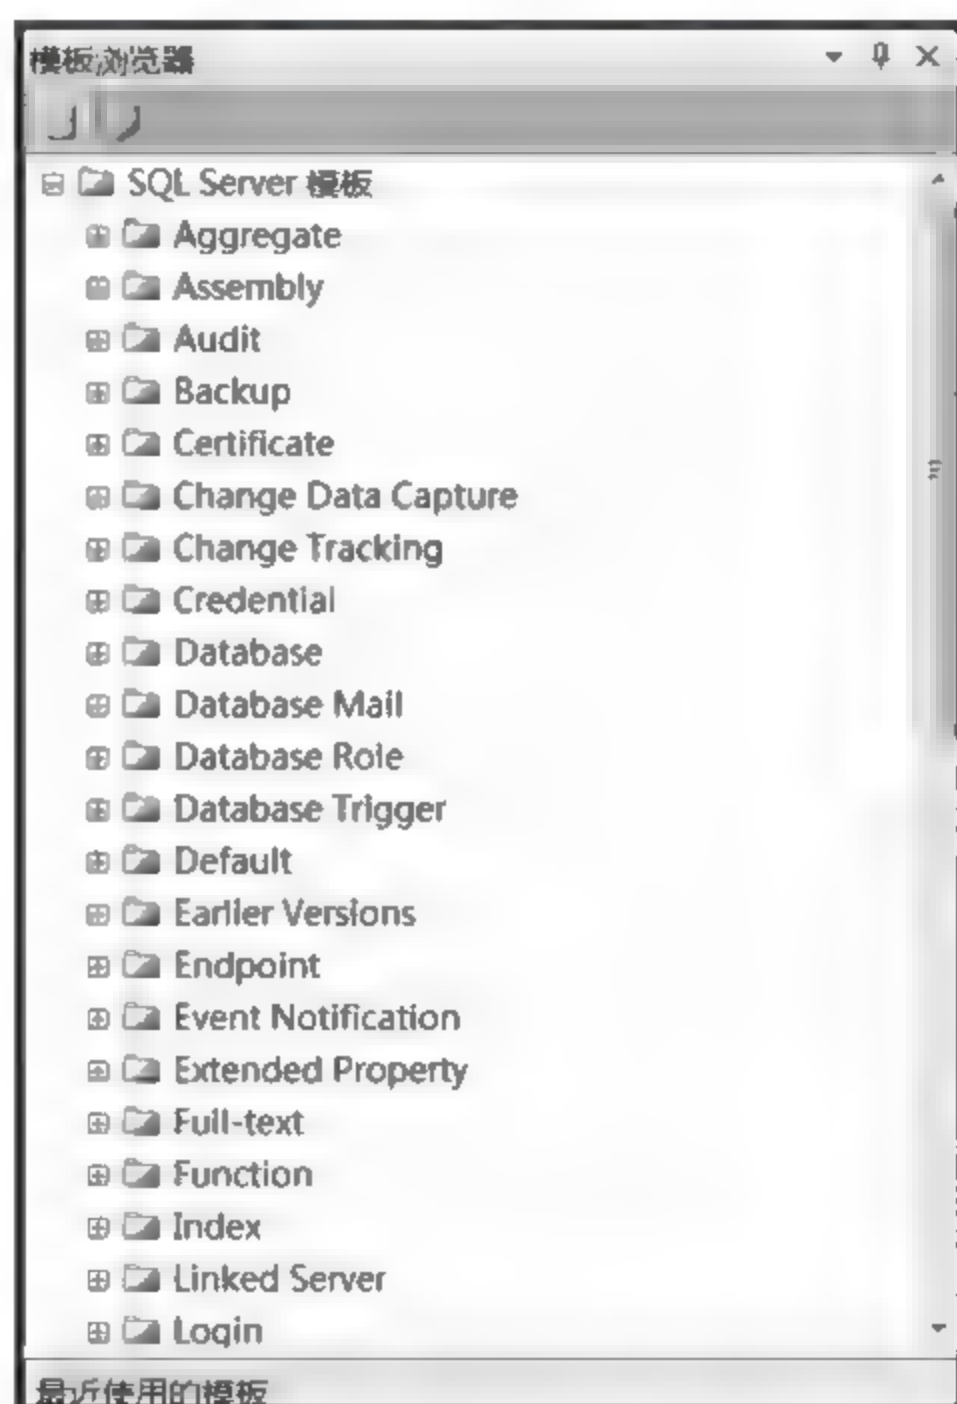 模板浏览器
SQL Server 模板
Aggregate
Assembly
Audit
Backup
Certificate
Change Data Capture
Change Tracking
Credential
Database
Database Mail
Database Role
Database Trigger
Default
Earlier Versions
Endpoint
Event Notification
Extended Property
Full-text
Function
Index
Linked Server
Login
最近使用的模板